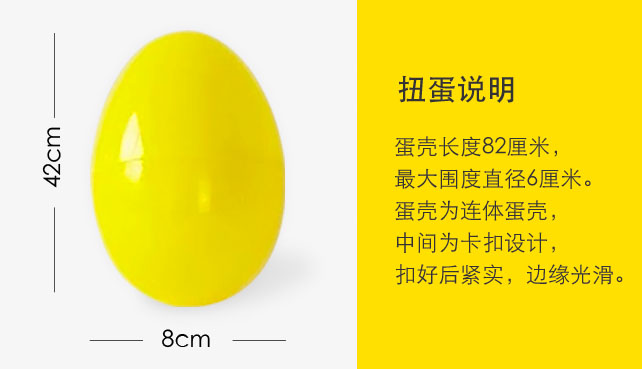 42cm
8cm
扭蛋说明
蛋壳长度82厘米，
最大围度直径6厘米。
蛋壳为连体蛋壳，
中间为卡扣设计，
扣好后紧实，边缘光滑。